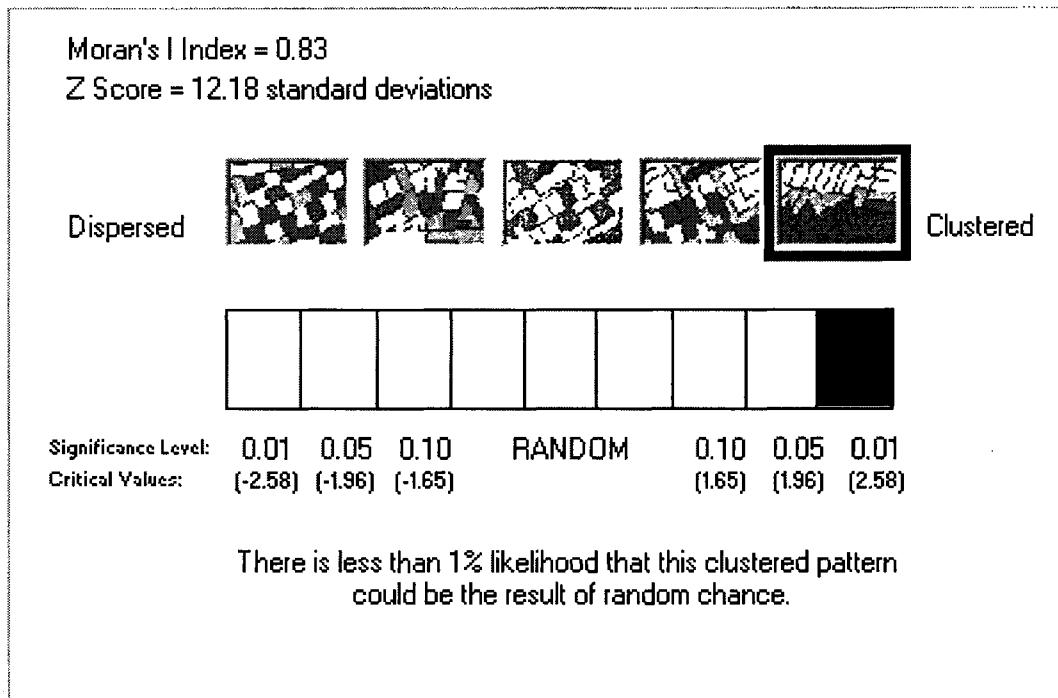 Moran's I Index = 0.83
Z Score = 12.18 standard deviations
Dispersed
Clustered
Significance Level: 0.01 0.05 0.10 RANDOM 0.10 0.05 0.01
Critical Values: (-2.58) (-1.96) (-1.65) (1.65) (1.96) (2.58)
There is less than 1% likelihood that this clustered pattern
could be the result of random chance.